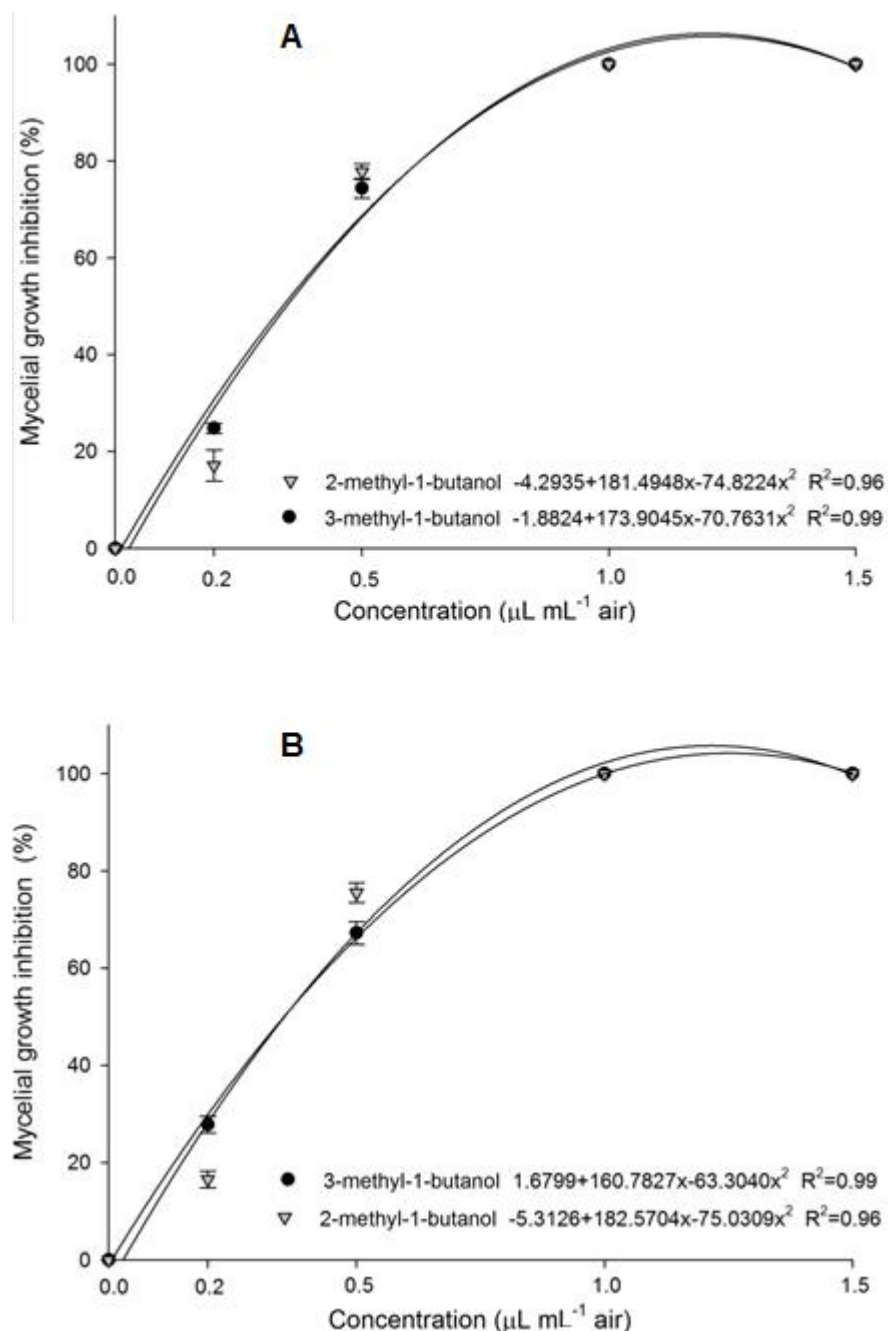 A
Mycelial growth inhibition (%)
100
80
60
40
20
0
2-methyl-1-butanol -4.2935+181.4948x-74.8224x² R²=0.96
3-methyl-1-butanol -1.8824+173.9045x-70.7631x² R²=0.99
0.0 0.2 0.5 1.0 1.5
Concentration (µL mL⁻¹ air)
B
Mycelial growth inhibition (%)
100
80
60
40
20
0
3-methyl-1-butanol 1.6799+160.7827x-63.3040x² R²=0.99
2-methyl-1-butanol -5.3126+182.5704x-75.0309x² R²=0.96
0.0 0.2 0.5 1.0 1.5
Concentration (µL mL⁻¹ air)